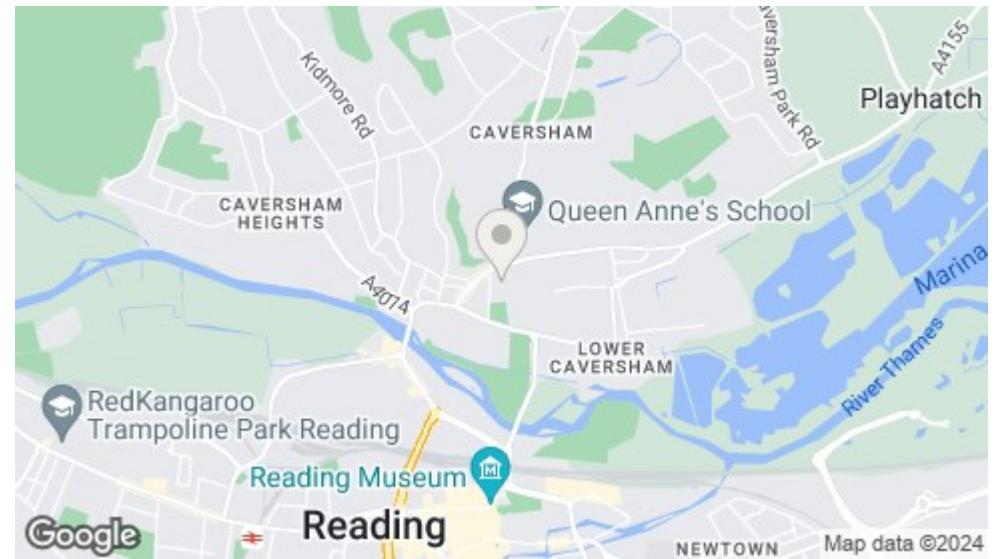 A4155
aversham Park Rd
Playhatch
Kidmore Rd
CAVERSHAM
CAVERSHAM
HEIGHTS
Queen Anne's School
A4074
Marina
LOWER
CAVERSHAM
River Thames
RedKangaroo
Trampoline Park Reading
Reading Museum
Reading
NEWTOWN
Google
Map data ©2024